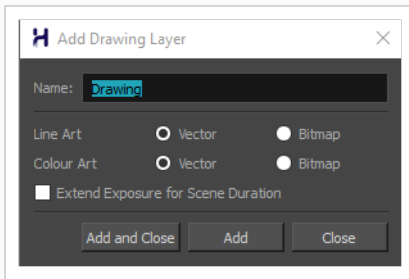 Add Drawing Layer
Name: Drawing
Line Art Vector Bitmap
Colour Art Vector Bitmap
Extend Exposure for Scene Duration
Add and Close Add Close